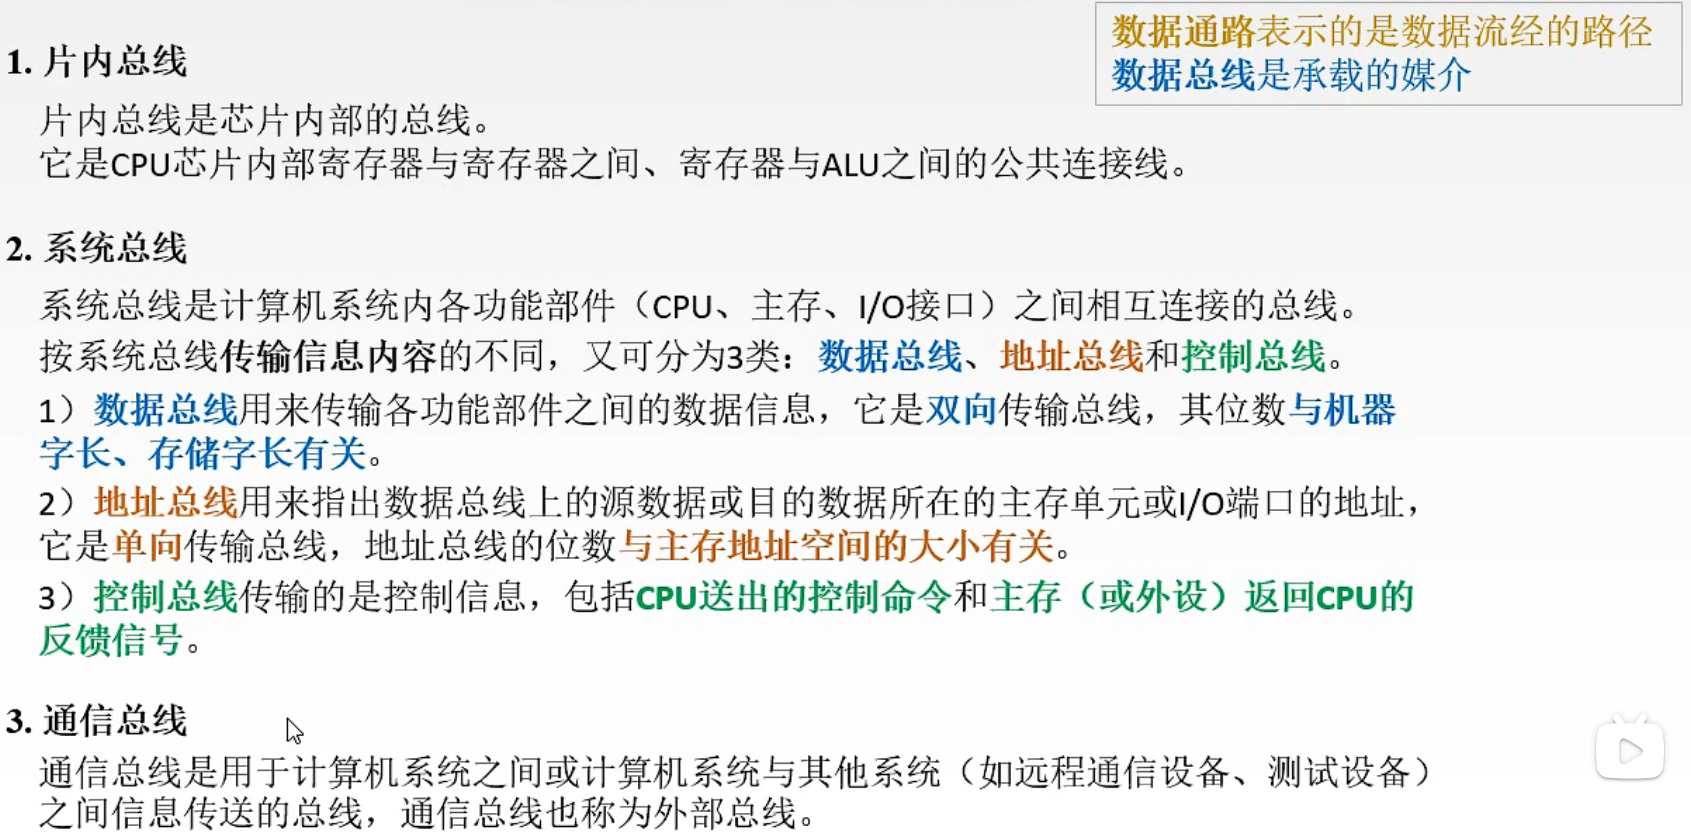 数据通路表示的是数据流经的路径
数据总线是承载的媒介
1. 片内总线
片内总线是芯片内部的总线。
它是CPU芯片内部寄存器与寄存器之间、寄存器与ALU之间的公共连接线。
2. 系统总线
系统总线是计算机系统内各功能部件（CPU、主存、I/O接口）之间相互连接的总线。
按系统总线传输信息内容的不同，又可分为3类：数据总线、地址总线和控制总线。
1）数据总线用来传输各功能部件之间的数据信息，它是双向传输总线，其位数与机器
字长、存储字长有关。
2）地址总线用来指出数据总线上的源数据或目的数据所在的主存单元或I/O端口的地址，
它是单向传输总线，地址总线的位数与主存地址空间的大小有关。
3）控制总线传输的是控制信息，包括CPU送出的控制命令和主存（或外设）返回CPU的
反馈信号。
3. 通信总线
通信总线是用于计算机系统之间或计算机系统与其他系统（如远程通信设备、测试设备）
之间信息传送的总线，通信总线也称为外部总线。